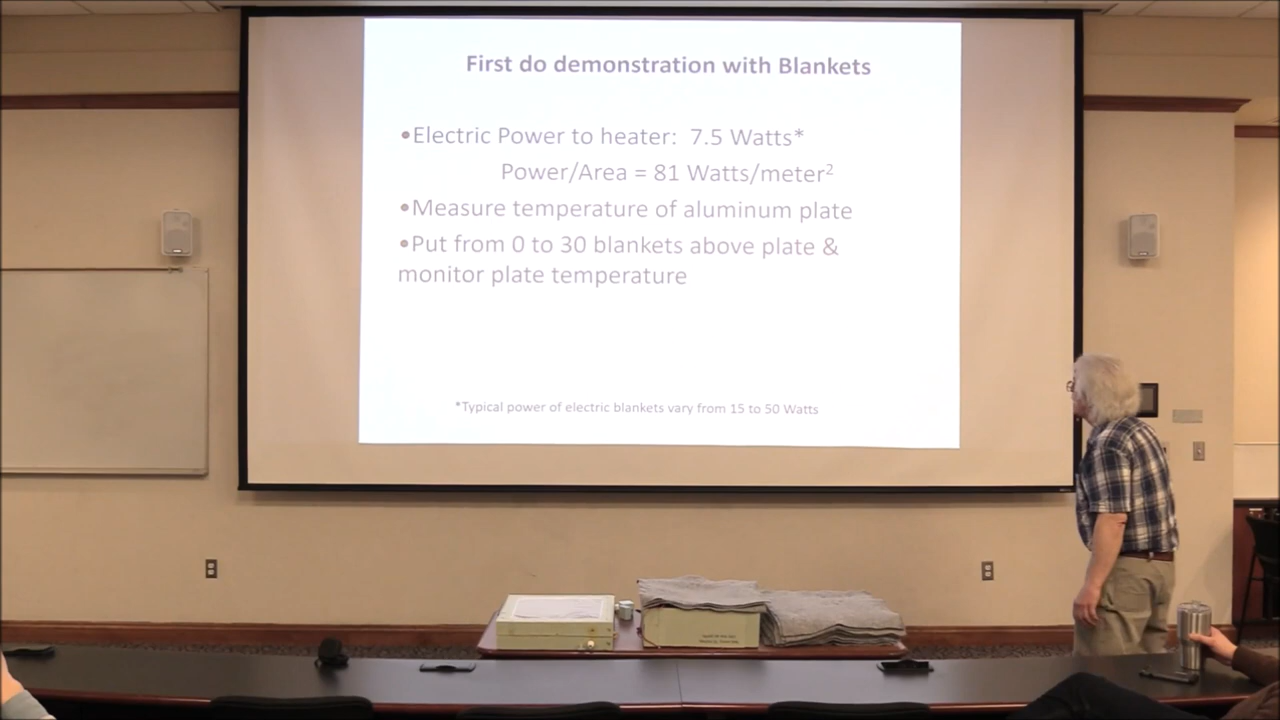 First do demonstration with Blankets
•Electric Power to heater: 7.5 Watts*
Power/Area = 81 Watts/meter²
•Measure temperature of aluminum plate
•Put from 0 to 30 blankets above plate &
monitor plate temperature
*Typical power of electric blankets vary from 15 to 50 Watts